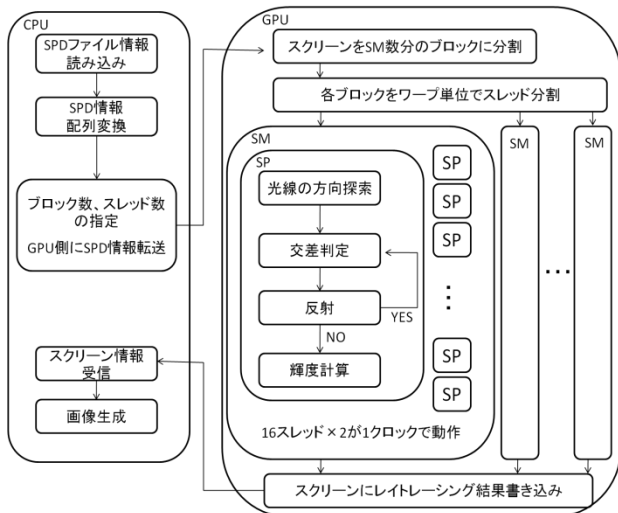 CPU
SPDファイル情報
読み込み
SPD情報
配列変換
ブロック数、スレッド数
の指定
GPU側にSPD情報転送
スクリーン情報
受信
画像生成
GPU
スクリーンをSM数分のブロックに分割
各ブロックをワープ単位でスレッド分割
SM
SP
光線の方向探索
交差判定
反射
YES
NO
輝度計算
SP
SP
SP
⋮
SP
SP
16スレッド×2が1クロックで動作
SM
…
SM
スクリーンにレイトレーシング結果書き込み